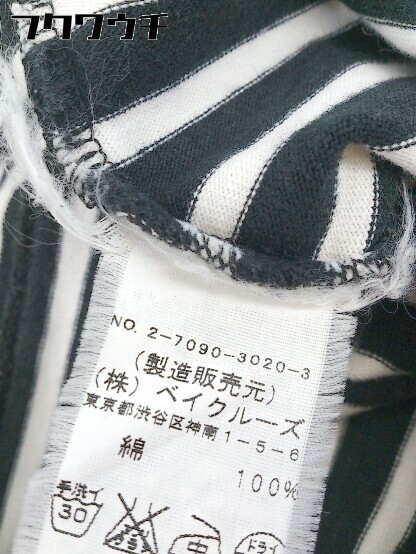 フクワウチ
NO. 2-7090-3020-3
(製造販売元)
(株) ベイクルーズ
東京都渋谷区神南1-5-6
綿 100%
手洗イ
30
中
ドライ